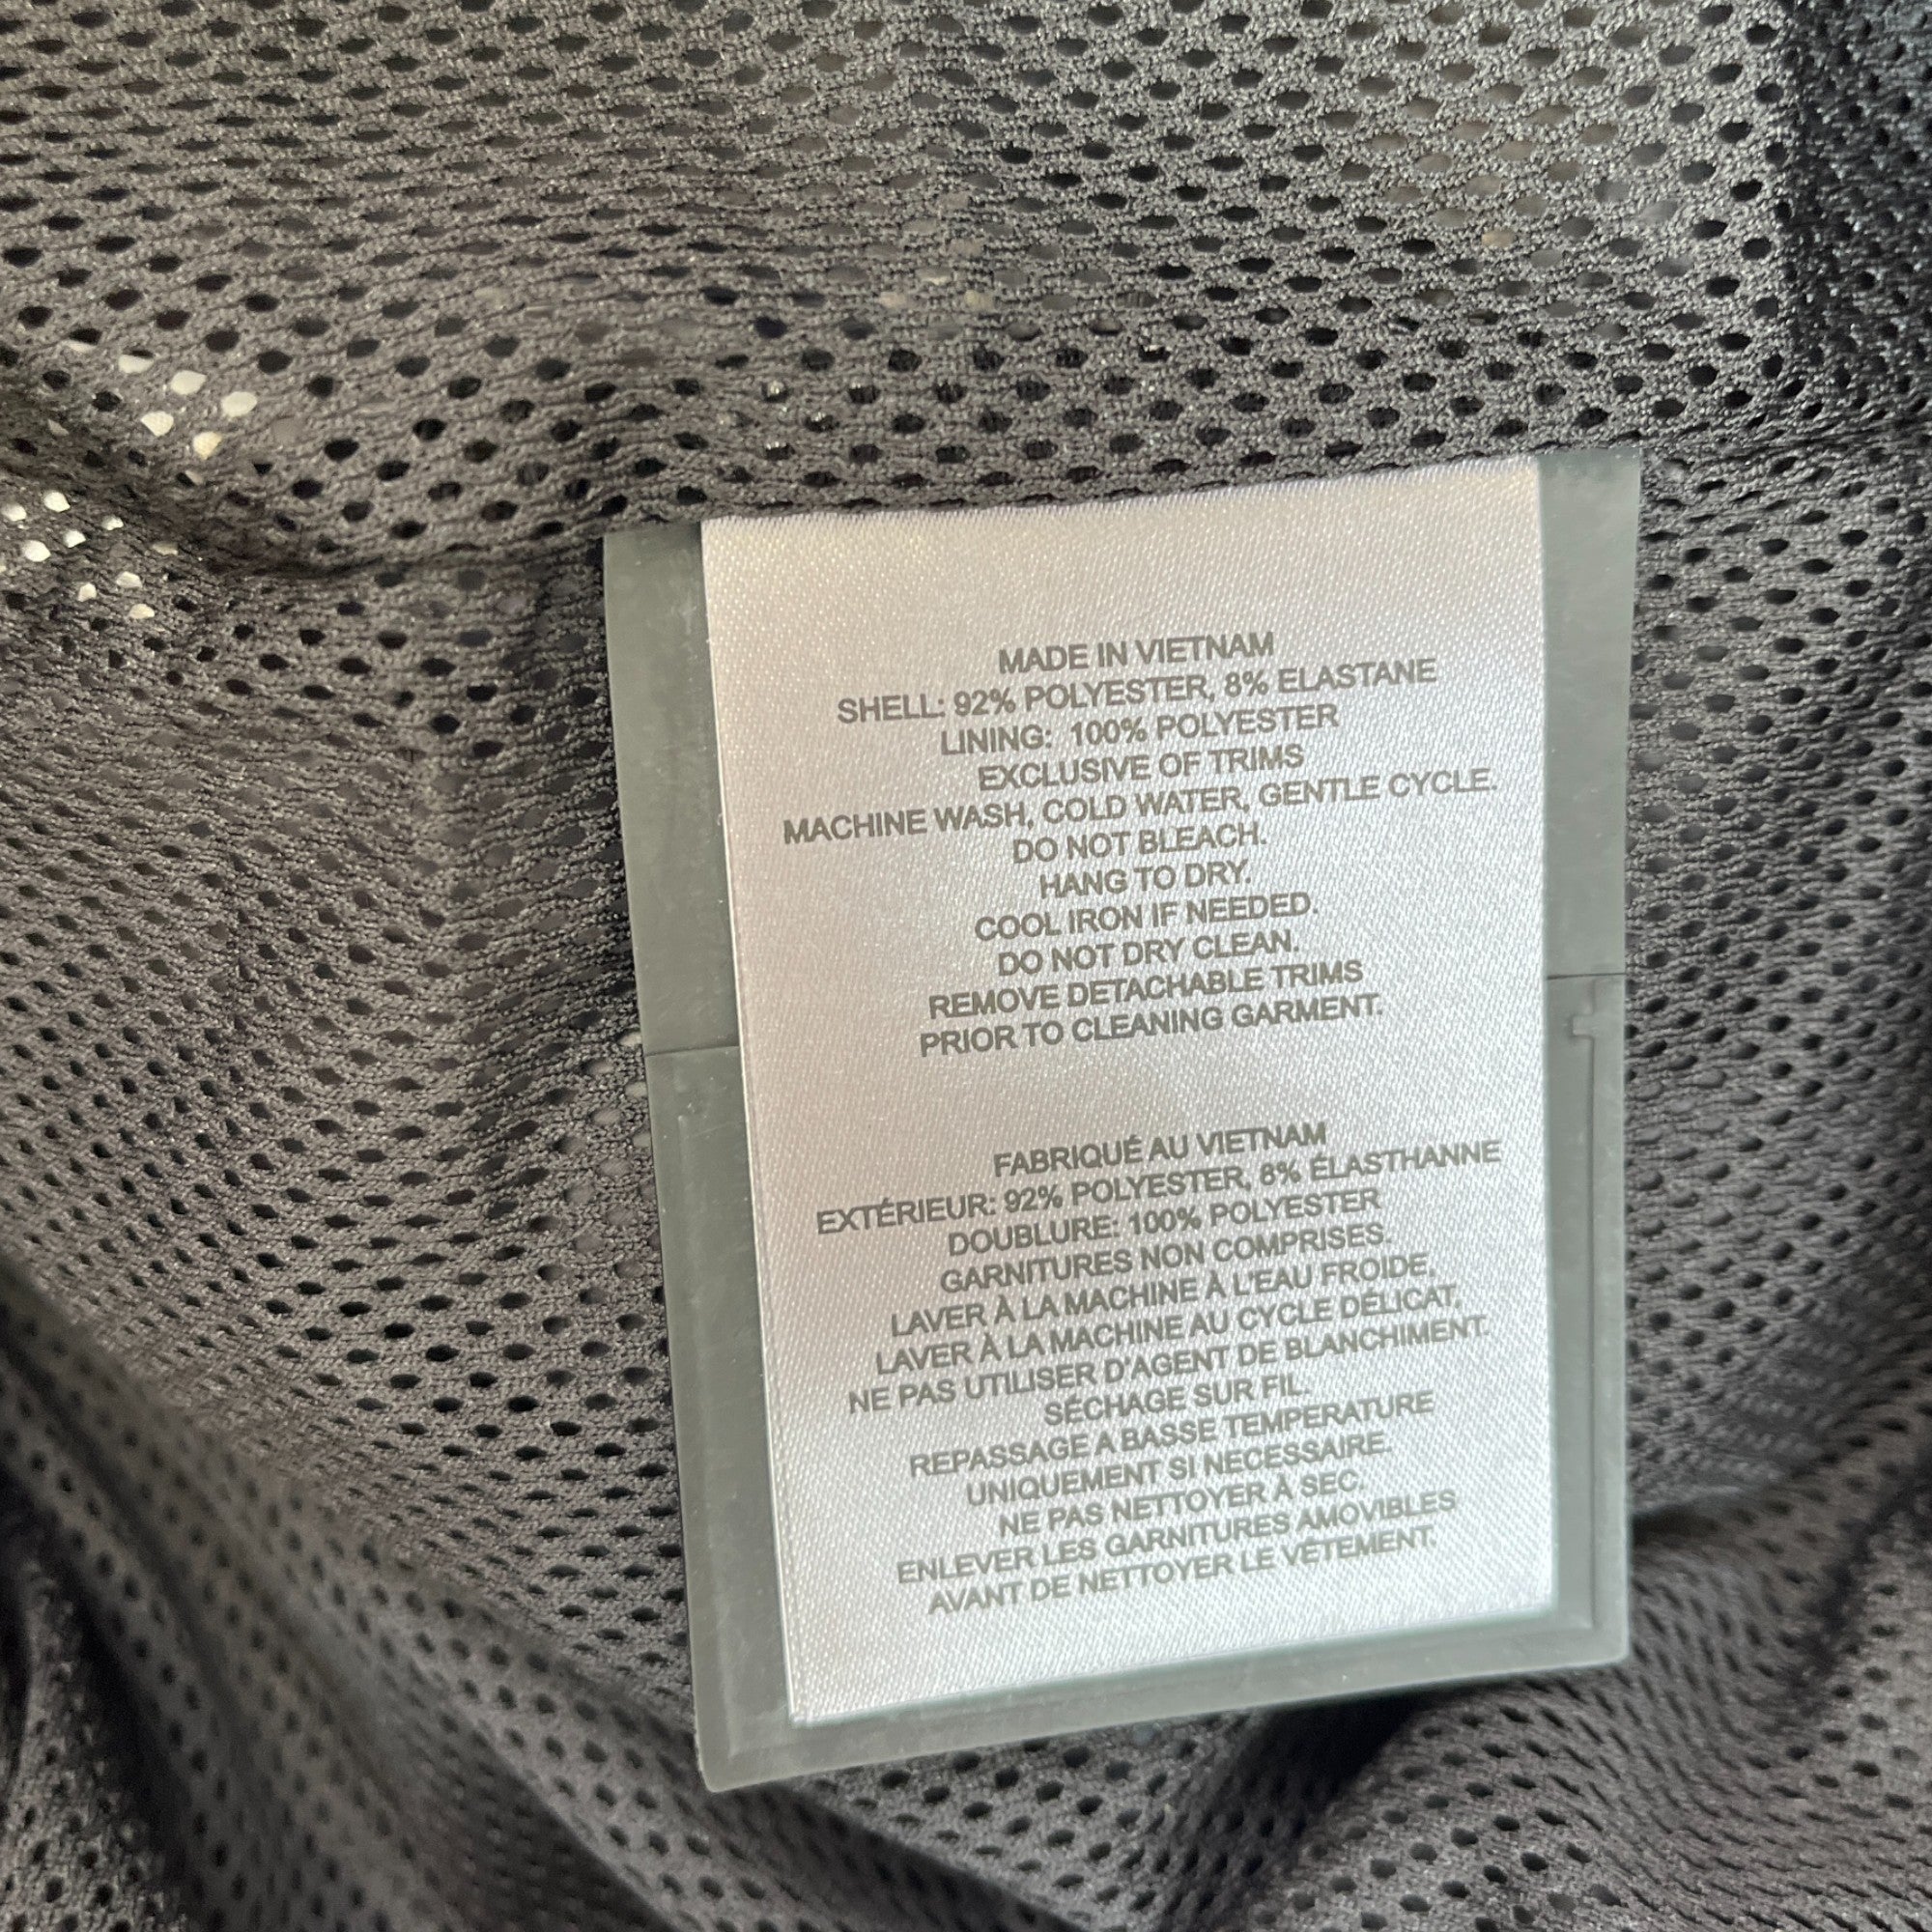 MADE IN VIETNAM
SHELL: 92% POLYESTER, 8% ELASTANE
LINING: 100% POLYESTER
EXCLUSIVE OF TRIMS
MACHINE WASH, COLD WATER, GENTLE CYCLE.
DO NOT BLEACH.
HANG TO DRY.
COOL IRON IF NEEDED.
DO NOT DRY CLEAN.
REMOVE DETACHABLE TRIMS
PRIOR TO CLEANING GARMENT.
FABRIQUÉ AU VIETNAM
EXTÉRIEUR: 92% POLYESTER, 8% ÉLASTHANNE
DOUBLURE: 100% POLYESTER
GARNITURES NON COMPRISES.
LAVER À LA MACHINE À L'EAU FROIDE,
LAVER À LA MACHINE AU CYCLE DÉLICAT,
NE PAS UTILISER D'AGENT DE BLANCHIMENT.
SÉCHAGE SUR FIL.
REPASSAGE À BASSE TEMPERATURE
UNIQUEMENT SI NECESSAIRE.
NE PAS NETTOYER À SEC.
ENLEVER LES GARNITURES AMOVIBLES
AVANT DE NETTOYER LE VÊTEMENT.